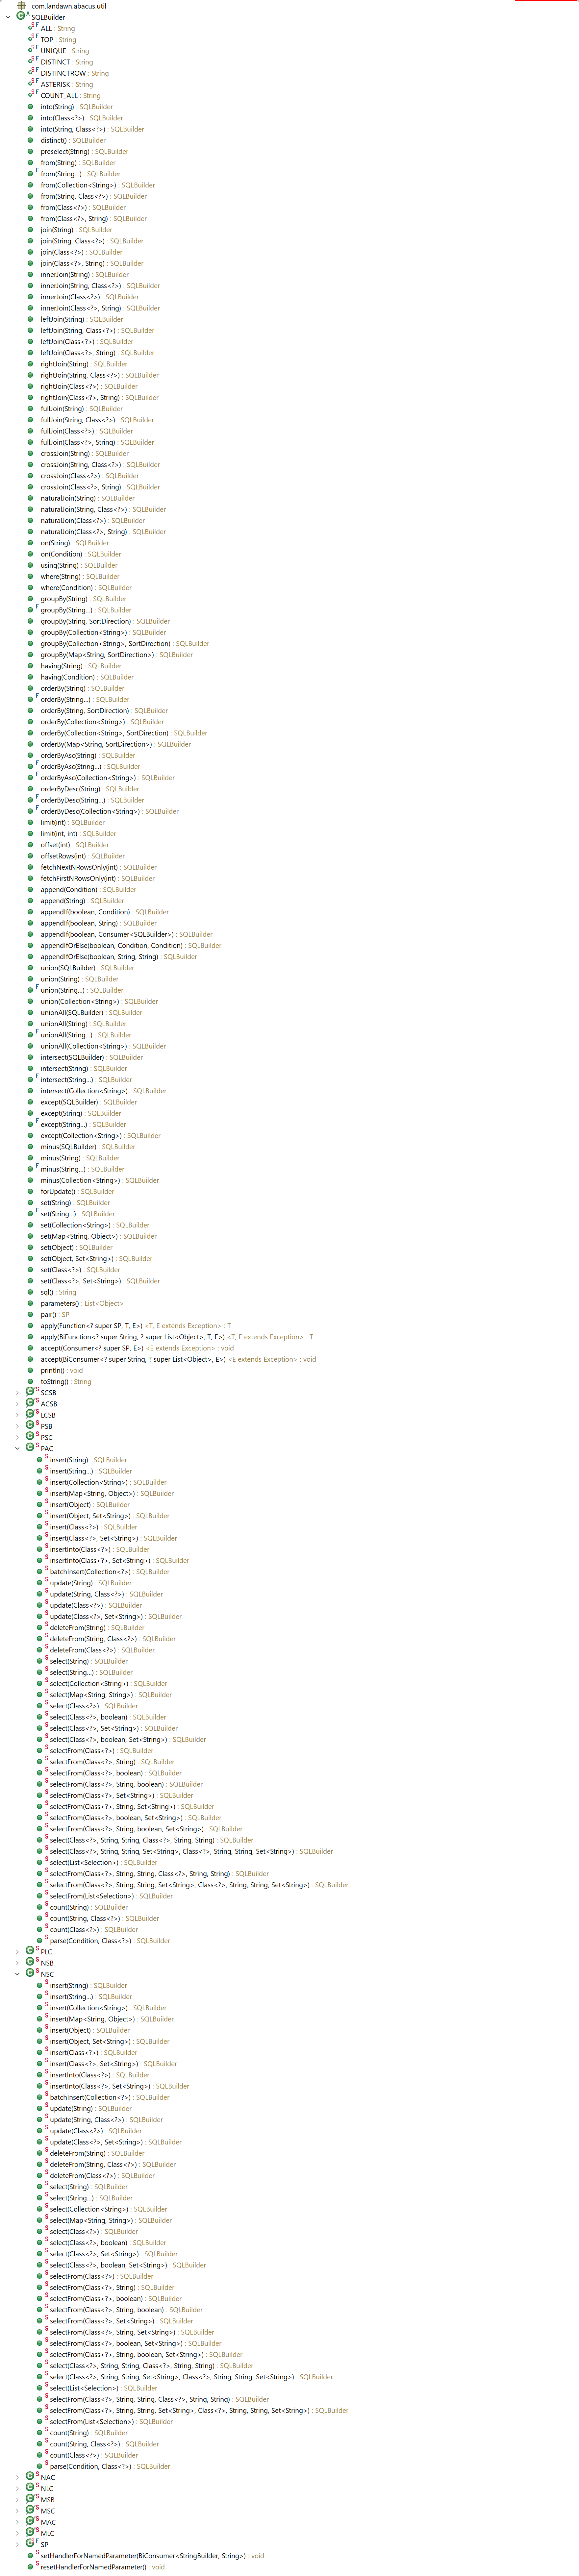 com.landawn.abacus.util
SQLBuilder
ALL : String
TOP : String
UNIQUE : String
DISTINCT : String
DISTINCTROW : String
ASTERISK : String
COUNT_ALL : String
into(String) : SQLBuilder
into(Class<?>) : SQLBuilder
into(String, Class<?>) : SQLBuilder
distinct() : SQLBuilder
preselect(String) : SQLBuilder
from(String) : SQLBuilder
from(String...) : SQLBuilder
from(Collection<String>) : SQLBuilder
from(String, Class<?>) : SQLBuilder
from(Class<?>) : SQLBuilder
from(Class<?>, String) : SQLBuilder
join(String) : SQLBuilder
join(String, Class<?>) : SQLBuilder
join(Class<?>) : SQLBuilder
join(Class<?>, String) : SQLBuilder
innerJoin(String) : SQLBuilder
innerJoin(String, Class<?>) : SQLBuilder
innerJoin(Class<?>) : SQLBuilder
innerJoin(Class<?>, String) : SQLBuilder
leftJoin(String) : SQLBuilder
leftJoin(String, Class<?>) : SQLBuilder
leftJoin(Class<?>) : SQLBuilder
leftJoin(Class<?>, String) : SQLBuilder
rightJoin(String) : SQLBuilder
rightJoin(String, Class<?>) : SQLBuilder
rightJoin(Class<?>) : SQLBuilder
rightJoin(Class<?>, String) : SQLBuilder
fullJoin(String) : SQLBuilder
fullJoin(String, Class<?>) : SQLBuilder
fullJoin(Class<?>) : SQLBuilder
fullJoin(Class<?>, String) : SQLBuilder
crossJoin(String) : SQLBuilder
crossJoin(String, Class<?>) : SQLBuilder
crossJoin(Class<?>) : SQLBuilder
crossJoin(Class<?>, String) : SQLBuilder
naturalJoin(String) : SQLBuilder
naturalJoin(String, Class<?>) : SQLBuilder
naturalJoin(Class<?>) : SQLBuilder
naturalJoin(Class<?>, String) : SQLBuilder
on(String) : SQLBuilder
on(Condition) : SQLBuilder
using(String) : SQLBuilder
where(String) : SQLBuilder
where(Condition) : SQLBuilder
groupBy(String) : SQLBuilder
groupBy(String...) : SQLBuilder
groupBy(String, SortDirection) : SQLBuilder
groupBy(Collection<String>) : SQLBuilder
groupBy(Collection<String>, SortDirection) : SQLBuilder
groupBy(Map<String, SortDirection>) : SQLBuilder
having(String) : SQLBuilder
having(Condition) : SQLBuilder
orderBy(String) : SQLBuilder
orderBy(String...) : SQLBuilder
orderBy(String, SortDirection) : SQLBuilder
orderBy(Collection<String>) : SQLBuilder
orderBy(Collection<String>, SortDirection) : SQLBuilder
orderBy(Map<String, SortDirection>) : SQLBuilder
orderByAsc(String) : SQLBuilder
orderByAsc(String...) : SQLBuilder
orderByAsc(Collection<String>) : SQLBuilder
orderByDesc(String) : SQLBuilder
orderByDesc(String...) : SQLBuilder
orderByDesc(Collection<String>) : SQLBuilder
limit(int) : SQLBuilder
limit(int, int) : SQLBuilder
offset(int) : SQLBuilder
offsetRows(int) : SQLBuilder
fetchNextNRowsOnly(int) : SQLBuilder
fetchFirstNRowsOnly(int) : SQLBuilder
append(Condition) : SQLBuilder
append(String) : SQLBuilder
appendIf(boolean, Condition) : SQLBuilder
appendIf(boolean, String) : SQLBuilder
appendIf(boolean, Consumer<SQLBuilder>) : SQLBuilder
appendIfOrElse(boolean, Condition, Condition) : SQLBuilder
appendIfOrElse(boolean, String, String) : SQLBuilder
union(SQLBuilder) : SQLBuilder
union(String) : SQLBuilder
union(String...) : SQLBuilder
union(Collection<String>) : SQLBuilder
unionAll(SQLBuilder) : SQLBuilder
unionAll(String) : SQLBuilder
unionAll(String...) : SQLBuilder
unionAll(Collection<String>) : SQLBuilder
intersect(SQLBuilder) : SQLBuilder
intersect(String) : SQLBuilder
intersect(String...) : SQLBuilder
intersect(Collection<String>) : SQLBuilder
except(SQLBuilder) : SQLBuilder
except(String) : SQLBuilder
except(String...) : SQLBuilder
except(Collection<String>) : SQLBuilder
minus(SQLBuilder) : SQLBuilder
minus(String) : SQLBuilder
minus(String...) : SQLBuilder
minus(Collection<String>) : SQLBuilder
forUpdate() : SQLBuilder
set(String) : SQLBuilder
set(String...) : SQLBuilder
set(Collection<String>) : SQLBuilder
set(Map<String, Object>) : SQLBuilder
set(Object) : SQLBuilder
set(Object, Set<String>) : SQLBuilder
set(Class<?>) : SQLBuilder
set(Class<?>, Set<String>) : SQLBuilder
sql() : String
parameters() : List<Object>
pair() : SP
apply(Function<? super SP, T, E>) <T, E extends Exception> : T
apply(BiFunction<? super String, ? super List<Object>, T, E>) <T, E extends Exception> : T
accept(Consumer<? super SP, E>) <E extends Exception> : void
accept(BiConsumer<? super String, ? super List<Object>, E>) <E extends Exception> : void
println() : void
toString() : String
SCSB
ACSB
LCSB
PSB
PSC
PAC
insert(String) : SQLBuilder
insert(String...) : SQLBuilder
insert(Collection<String>) : SQLBuilder
insert(Map<String, Object>) : SQLBuilder
insert(Object) : SQLBuilder
insert(Object, Set<String>) : SQLBuilder
insert(Class<?>) : SQLBuilder
insert(Class<?>, Set<String>) : SQLBuilder
insertInto(Class<?>) : SQLBuilder
insertInto(Class<?>, Set<String>) : SQLBuilder
batchInsert(Collection<?>) : SQLBuilder
update(String) : SQLBuilder
update(String, Class<?>) : SQLBuilder
update(Class<?>) : SQLBuilder
update(Class<?>, Set<String>) : SQLBuilder
deleteFrom(String) : SQLBuilder
deleteFrom(String, Class<?>) : SQLBuilder
deleteFrom(Class<?>) : SQLBuilder
select(String) : SQLBuilder
select(String...) : SQLBuilder
select(Collection<String>) : SQLBuilder
select(Map<String, String>) : SQLBuilder
select(Class<?>) : SQLBuilder
select(Class<?>, boolean) : SQLBuilder
select(Class<?>, Set<String>) : SQLBuilder
select(Class<?>, boolean, Set<String>) : SQLBuilder
selectFrom(Class<?>) : SQLBuilder
selectFrom(Class<?>, String) : SQLBuilder
selectFrom(Class<?>, boolean) : SQLBuilder
selectFrom(Class<?>, String, boolean) : SQLBuilder
selectFrom(Class<?>, Set<String>) : SQLBuilder
selectFrom(Class<?>, String, Set<String>) : SQLBuilder
selectFrom(Class<?>, boolean, Set<String>) : SQLBuilder
selectFrom(Class<?>, String, boolean, Set<String>) : SQLBuilder
select(Class<?>, String, String, Class<?>, String, String) : SQLBuilder
select(Class<?>, String, String, Set<String>, Class<?>, String, String, Set<String>) : SQLBuilder
select(List<Selection>) : SQLBuilder
selectFrom(Class<?>, String, String, Class<?>, String, String) : SQLBuilder
selectFrom(Class<?>, String, String, Set<String>, Class<?>, String, String, Set<String>) : SQLBuilder
selectFrom(List<Selection>) : SQLBuilder
count(String) : SQLBuilder
count(String, Class<?>) : SQLBuilder
count(Class<?>) : SQLBuilder
parse(Condition, Class<?>) : SQLBuilder
PLC
NSB
NSC
insert(String) : SQLBuilder
insert(String...) : SQLBuilder
insert(Collection<String>) : SQLBuilder
insert(Map<String, Object>) : SQLBuilder
insert(Object) : SQLBuilder
insert(Object, Set<String>) : SQLBuilder
insert(Class<?>) : SQLBuilder
insert(Class<?>, Set<String>) : SQLBuilder
insertInto(Class<?>) : SQLBuilder
insertInto(Class<?>, Set<String>) : SQLBuilder
batchInsert(Collection<?>) : SQLBuilder
update(String) : SQLBuilder
update(String, Class<?>) : SQLBuilder
update(Class<?>) : SQLBuilder
update(Class<?>, Set<String>) : SQLBuilder
deleteFrom(String) : SQLBuilder
deleteFrom(String, Class<?>) : SQLBuilder
deleteFrom(Class<?>) : SQLBuilder
select(String) : SQLBuilder
select(String...) : SQLBuilder
select(Collection<String>) : SQLBuilder
select(Map<String, String>) : SQLBuilder
select(Class<?>) : SQLBuilder
select(Class<?>, boolean) : SQLBuilder
select(Class<?>, Set<String>) : SQLBuilder
select(Class<?>, boolean, Set<String>) : SQLBuilder
selectFrom(Class<?>) : SQLBuilder
selectFrom(Class<?>, String) : SQLBuilder
selectFrom(Class<?>, boolean) : SQLBuilder
selectFrom(Class<?>, String, boolean) : SQLBuilder
selectFrom(Class<?>, Set<String>) : SQLBuilder
selectFrom(Class<?>, String, Set<String>) : SQLBuilder
selectFrom(Class<?>, boolean, Set<String>) : SQLBuilder
selectFrom(Class<?>, String, boolean, Set<String>) : SQLBuilder
select(Class<?>, String, String, Class<?>, String, String) : SQLBuilder
select(Class<?>, String, String, Set<String>, Class<?>, String, String, Set<String>) : SQLBuilder
select(List<Selection>) : SQLBuilder
selectFrom(Class<?>, String, String, Class<?>, String, String) : SQLBuilder
selectFrom(Class<?>, String, String, Set<String>, Class<?>, String, String, Set<String>) : SQLBuilder
selectFrom(List<Selection>) : SQLBuilder
count(String) : SQLBuilder
count(String, Class<?>) : SQLBuilder
count(Class<?>) : SQLBuilder
parse(Condition, Class<?>) : SQLBuilder
NAC
NLC
MSB
MSC
MAC
MLC
SP
setHandlerForNamedParameter(BiConsumer<StringBuilder, String>) : void
resetHandlerForNamedParameter() : void